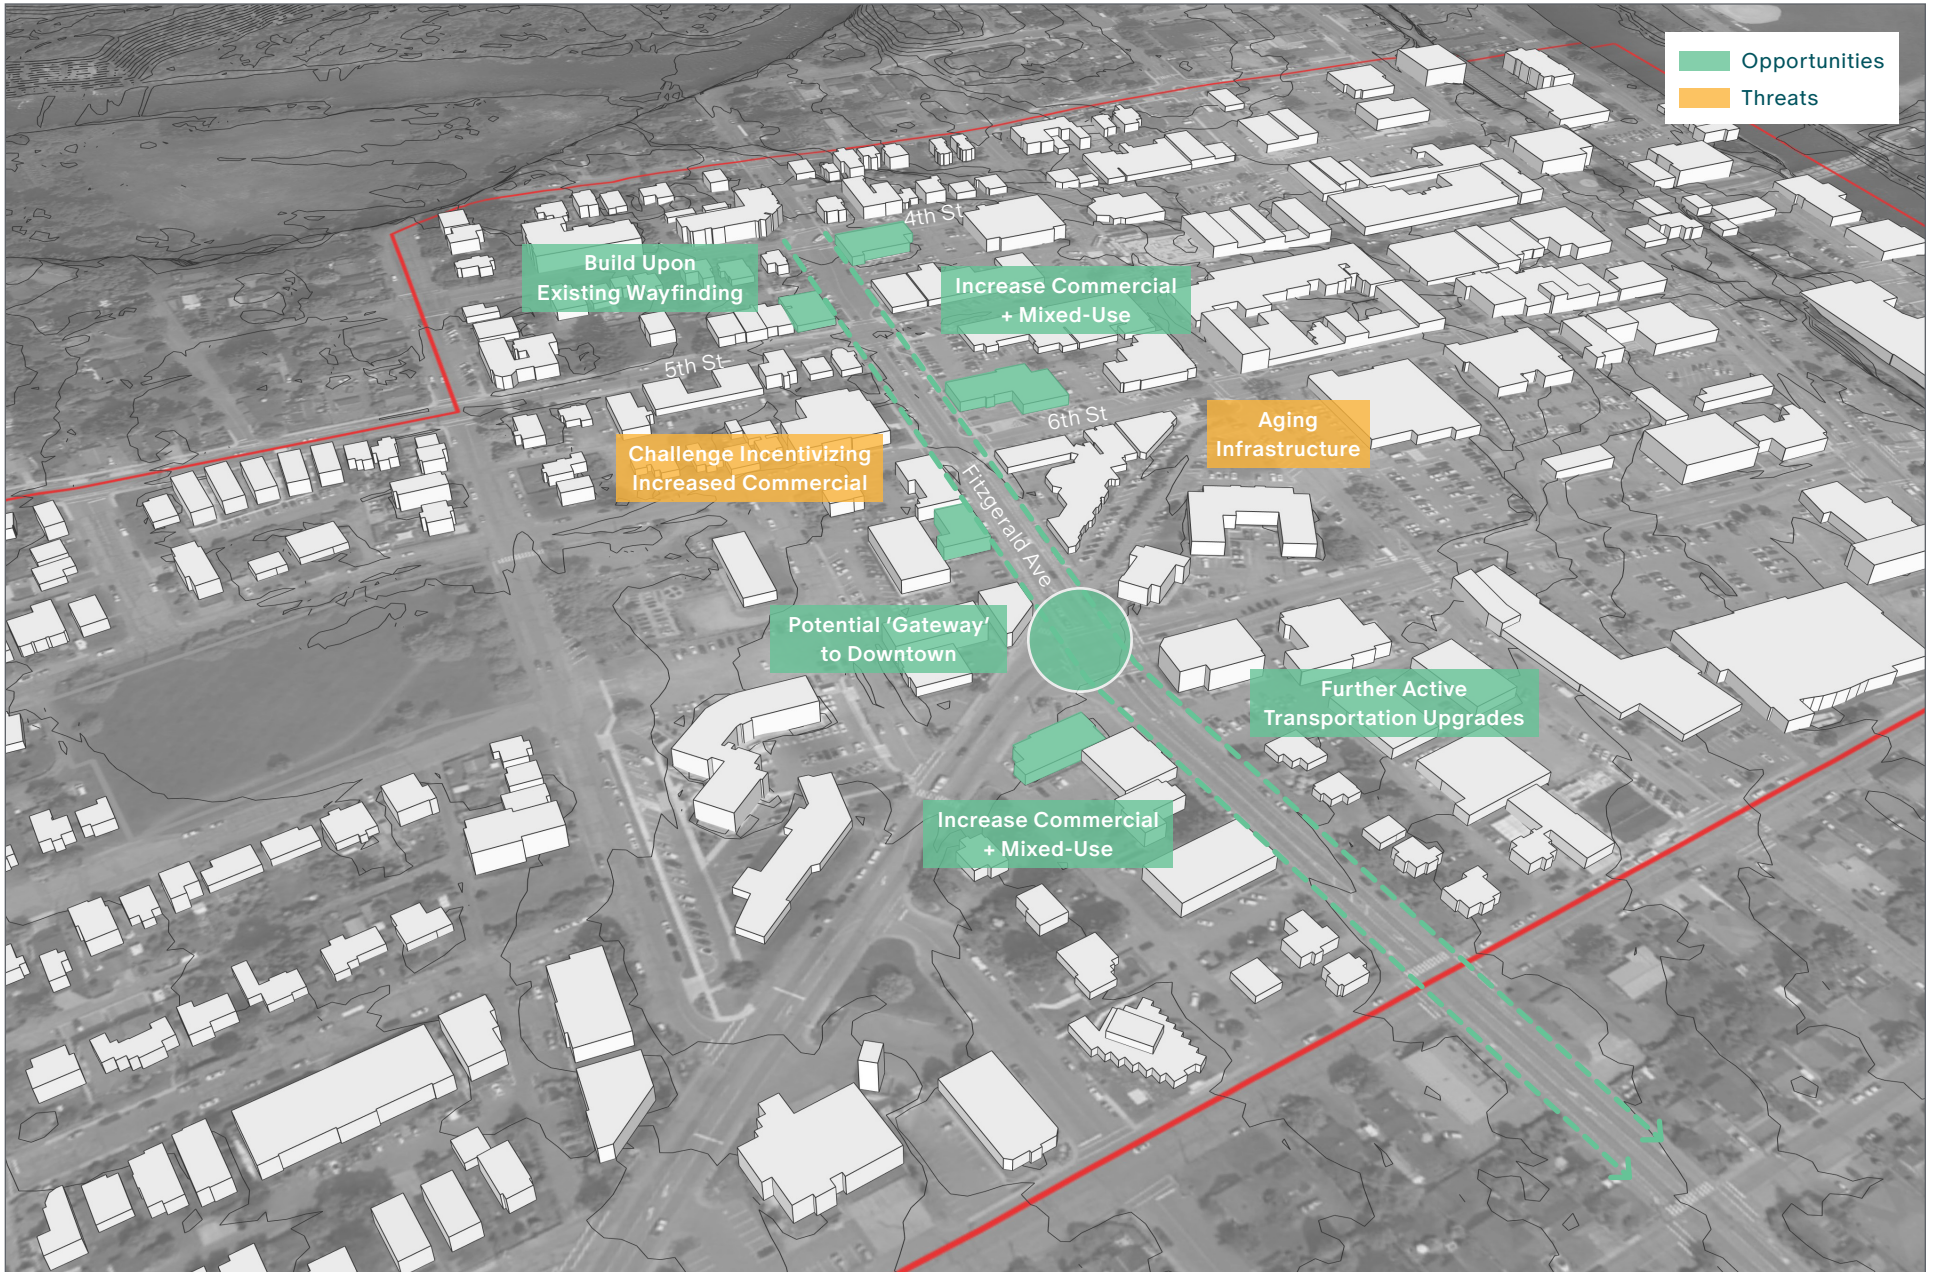 Opportunities
Threats
4th St
Build Upon
Existing Wayfinding
Increase Commercial
+ Mixed-Use
5th St
6th St
Aging
Infrastructure
Challenge Incentivizing
Increased Commercial
Fitzgerald Ave
Potential ‘Gateway‘
to Downtown
Further Active
Transportation Upgrades
Increase Commercial
+ Mixed-Use